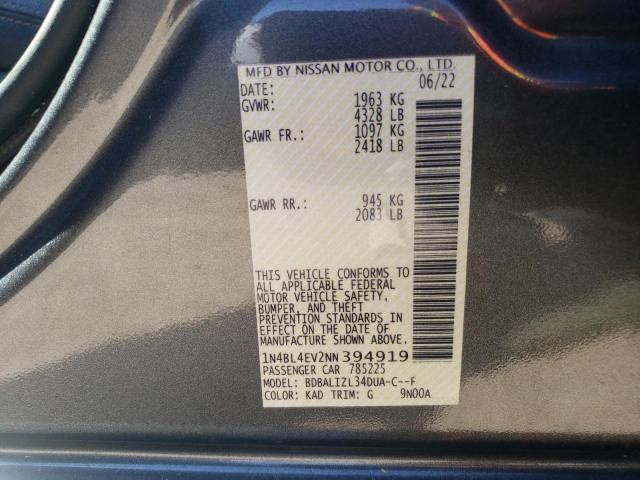 MFD BY NISSAN MOTOR CO., LTD.
DATE: 06/22
GVWR: 1963 KG
4328 LB
GAWR FR.: 1097 KG
2418 LB
GAWR RR.: 945 KG
2083 LB
THIS VEHICLE CONFORMS TO
ALL APPLICABLE FEDERAL
MOTOR VEHICLE SAFETY,
BUMPER, AND THEFT
PREVENTION STANDARDS IN
EFFECT ON THE DATE OF
MANUFACTURE SHOWN ABOVE.
1N4BL4EV2NN394919
PASSENGER CAR 785225
MODEL: BDBALIZL34DUA-C--F
COLOR: KAD TRIM: G 9N00A